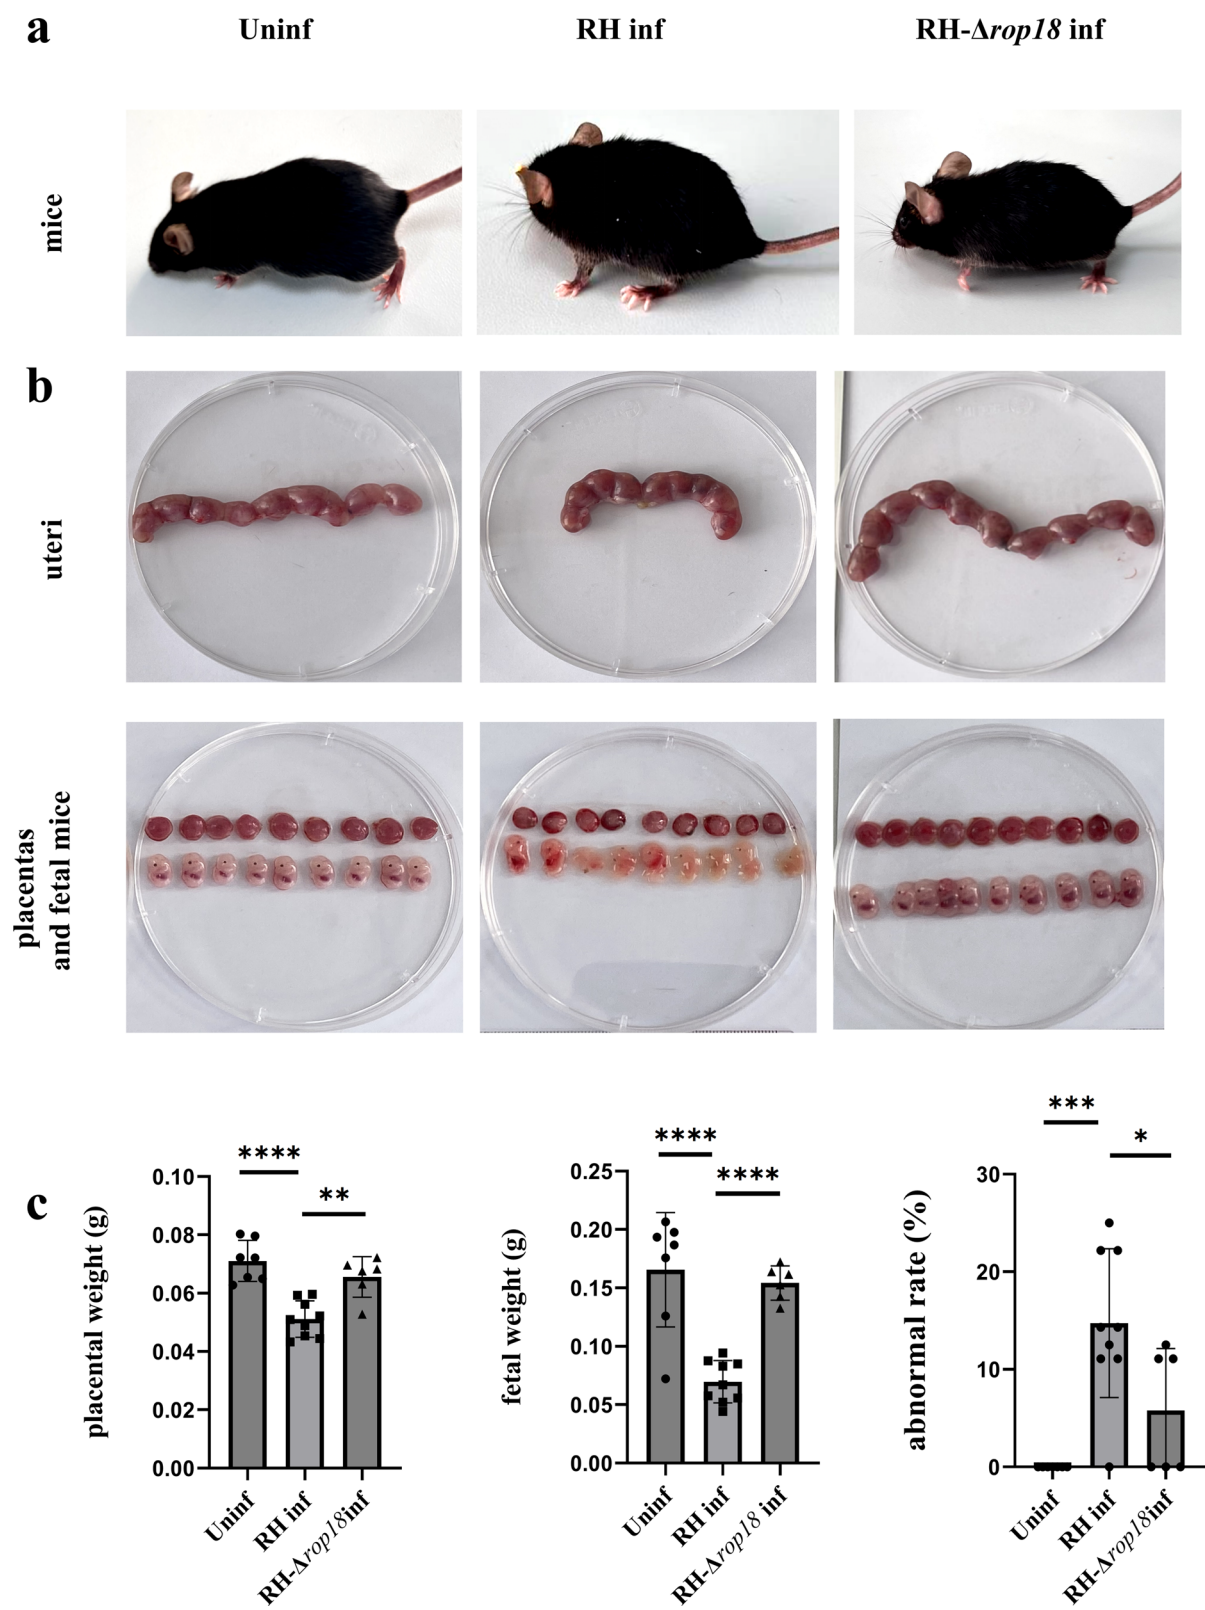 a
Uninf
RH inf
RH-Δrop18 inf
mice
b
uteri
placentas
and fetal mice
c
placental weight (g)
0.10
0.08
0.06
0.04
0.02
0.00
****
**
Uninf
RH inf
RH-Δrop18inf
fetal weight (g)
0.25
0.20
0.15
0.10
0.05
0.00
****
****
Uninf
RH inf
RH-Δrop18 inf
abnormal rate (%)
30
20
10
0
***
*
Uninf
RH inf
RH-Δrop18inf